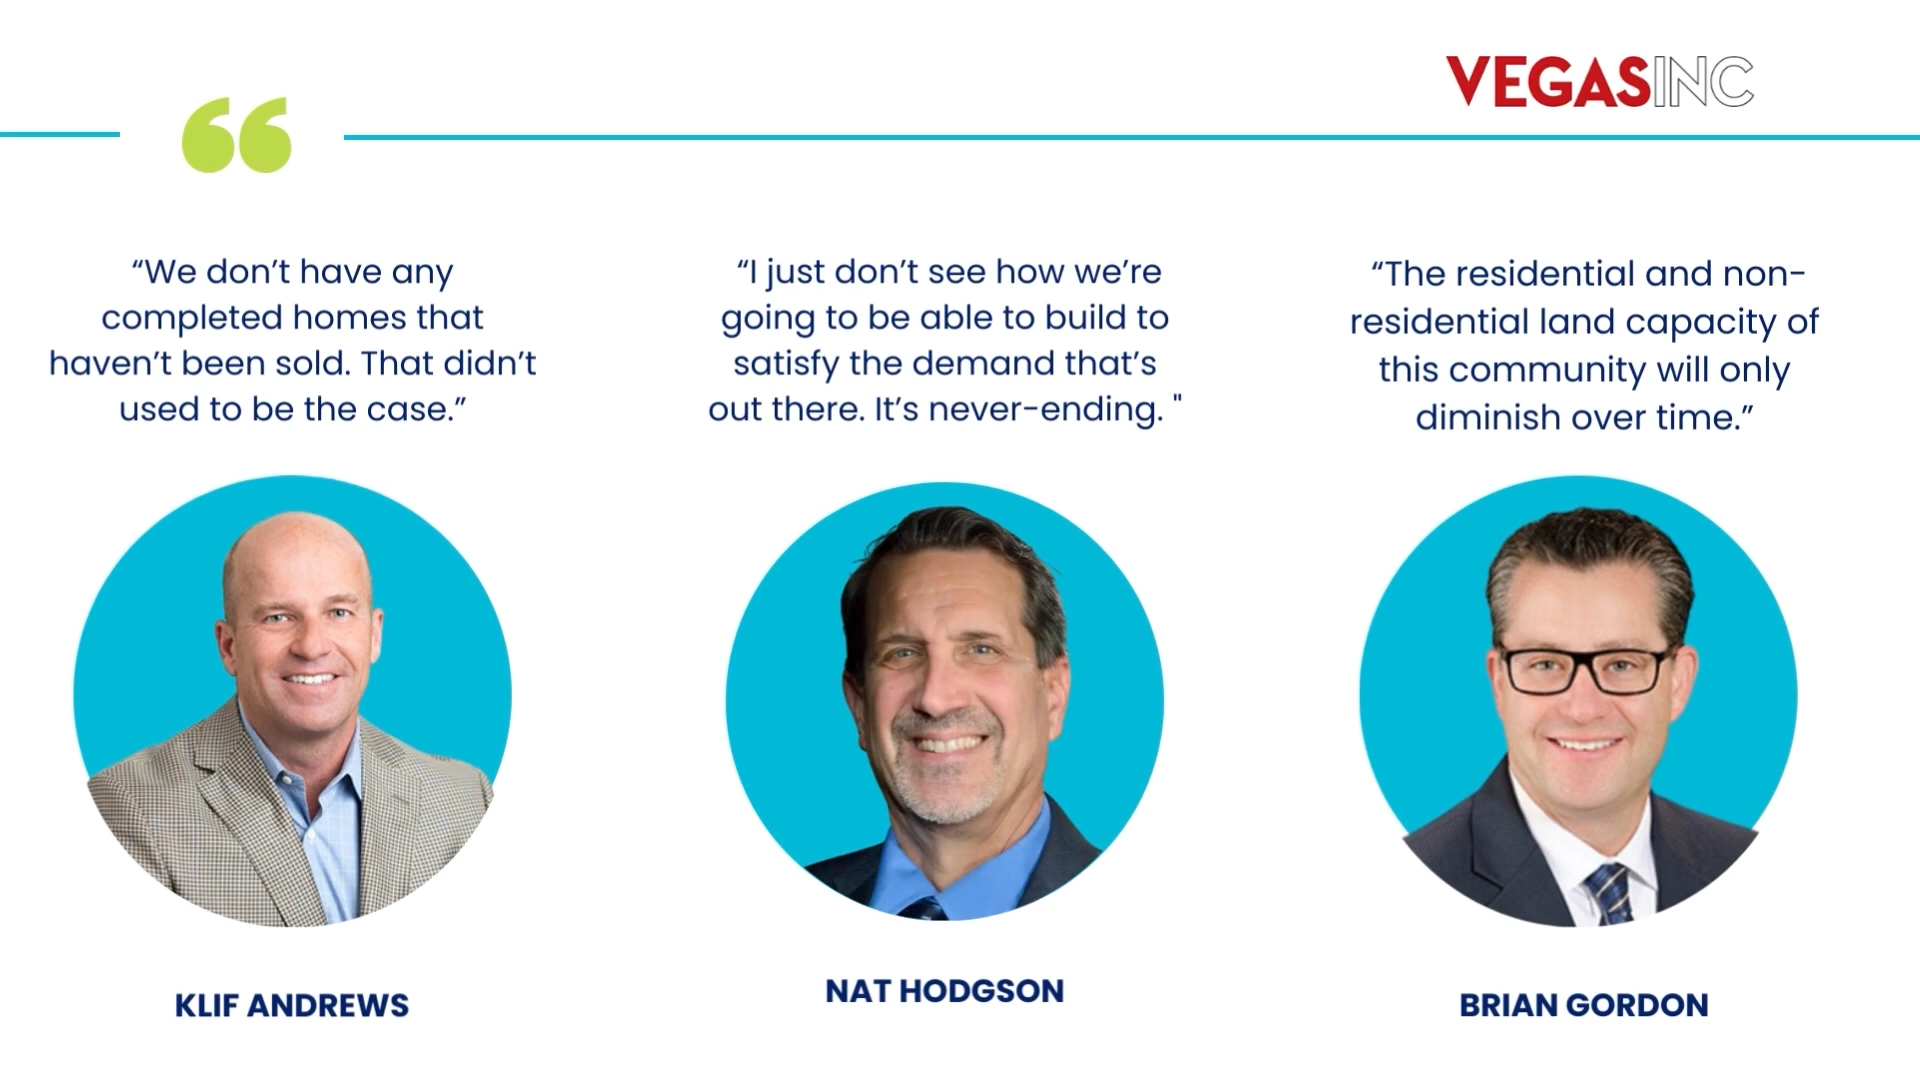 VEGASINC
“We don’t have any
completed homes that
haven’t been sold. That didn’t
used to be the case.”
“I just don’t see how we’re
going to be able to build to
satisfy the demand that’s
out there. It’s never-ending. "
“The residential and non-
residential land capacity of
this community will only
diminish over time.”
KLIF ANDREWS
NAT HODGSON
BRIAN GORDON